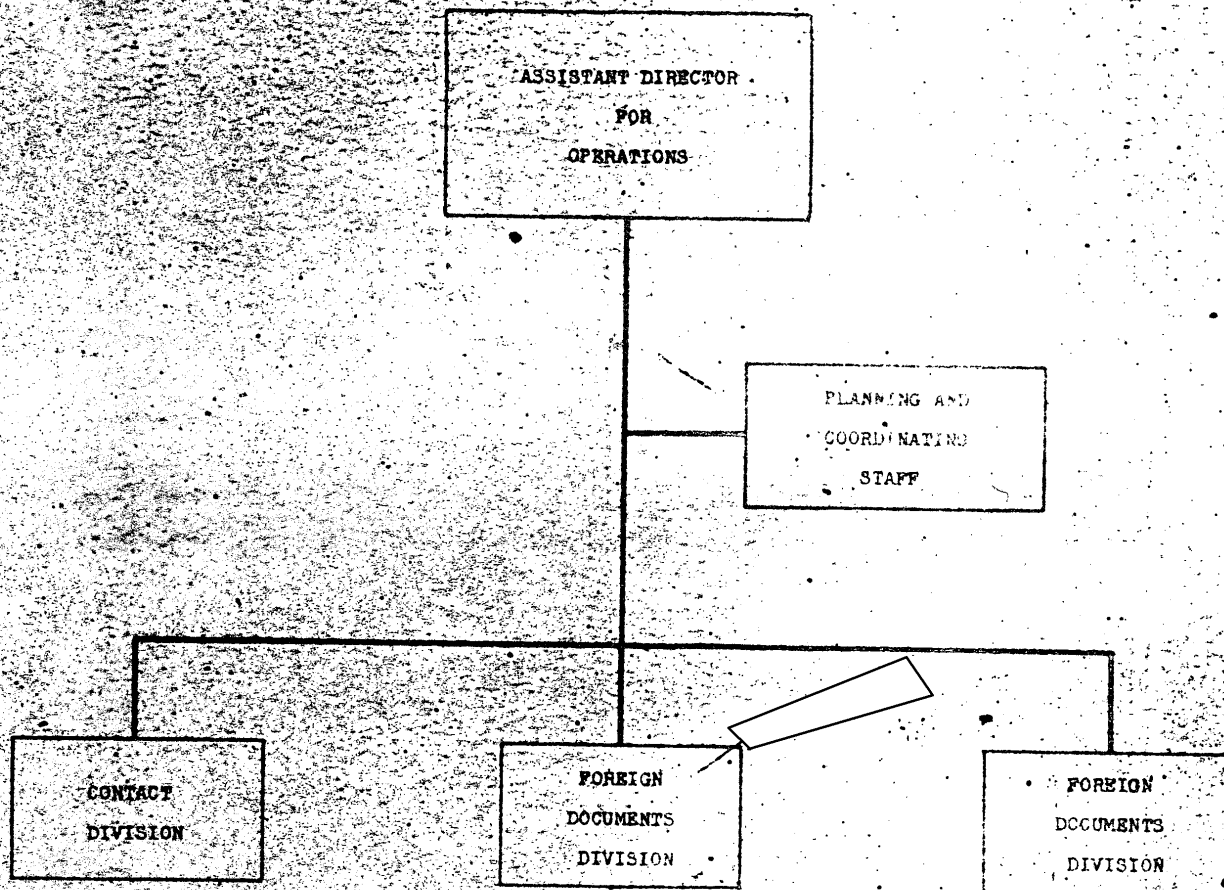 ASSISTANT DIRECTOR
FOR
OPERATIONS
PLANNING AND
COORDINATING
STAFF
CONTACT
DIVISION
FOREIGN
DOCUMENTS
DIVISION
FOREIGN
DOCUMENTS
DIVISION